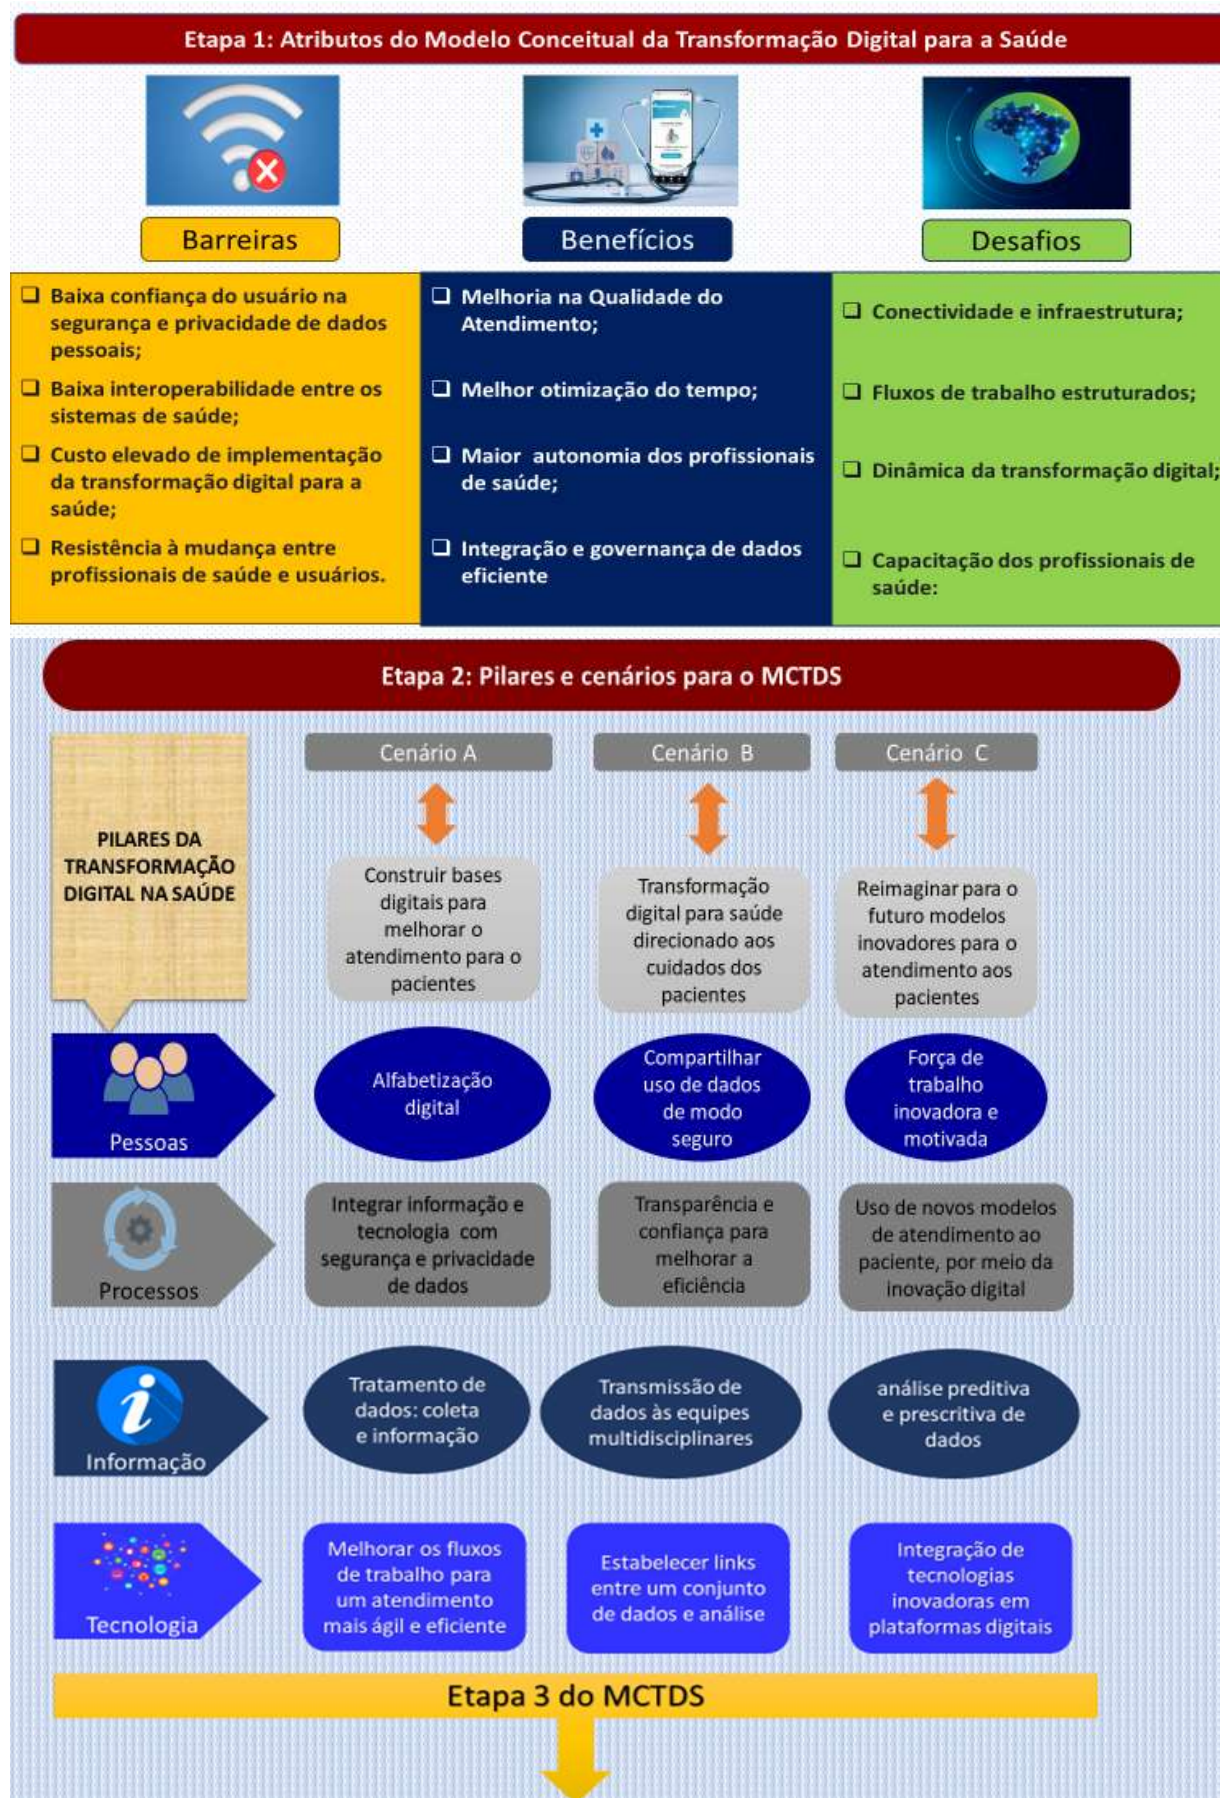 Etapa 1: Atributos do Modelo Conceitual da Transformação Digital para a Saúde
Barreiras
Benefícios
Desafios
Baixa confiança do usuário na
segurança e privacidade de dados
pessoais;
Baixa interoperabilidade entre os
sistemas de saúde;
Custo elevado de implementação
da transformação digital para a
saúde;
Resistência à mudança entre
profissionais de saúde e usuários.
Melhoria na Qualidade do
Atendimento;
Melhor otimização do tempo;
Maior autonomia dos profissionais
de saúde;
Integração e governança de dados
eficiente
Conectividade e infraestrutura;
Fluxos de trabalho estruturados;
Dinâmica da transformação digital;
Capacitação dos profissionais de
saúde:
Etapa 2: Pilares e cenários para o MCTDS
PILARES DA
TRANSFORMAÇÃO
DIGITAL NA SAÚDE
Cenário A
Cenário B
Cenário C
Construir bases
digitais para
melhorar o
atendimento para o
pacientes
Transformação
digital para saúde
direcionado aos
cuidados dos
pacientes
Reimaginar para o
futuro modelos
inovadores para o
atendimento aos
pacientes
Pessoas
Alfabetização
digital
Compartilhar
uso de dados
de modo
seguro
Força de
trabalho
inovadora e
motivada
Processos
Integrar informação e
tecnologia com
segurança e privacidade
de dados
Transparência e
confiança para
melhorar a
eficiência
Uso de novos modelos
de atendimento ao
paciente, por meio da
inovação digital
Informação
Tratamento de
dados: coleta
e informação
Transmissão de
dados às equipes
multidisciplinares
análise preditiva
e prescritiva de
dados
Tecnologia
Melhorar os fluxos
de trabalho para
um atendimento
mais ágil e eficiente
Estabelecer links
entre um conjunto
de dados e análise
Integração de
tecnologias
inovadoras em
plataformas digitais
Etapa 3 do MCTDS